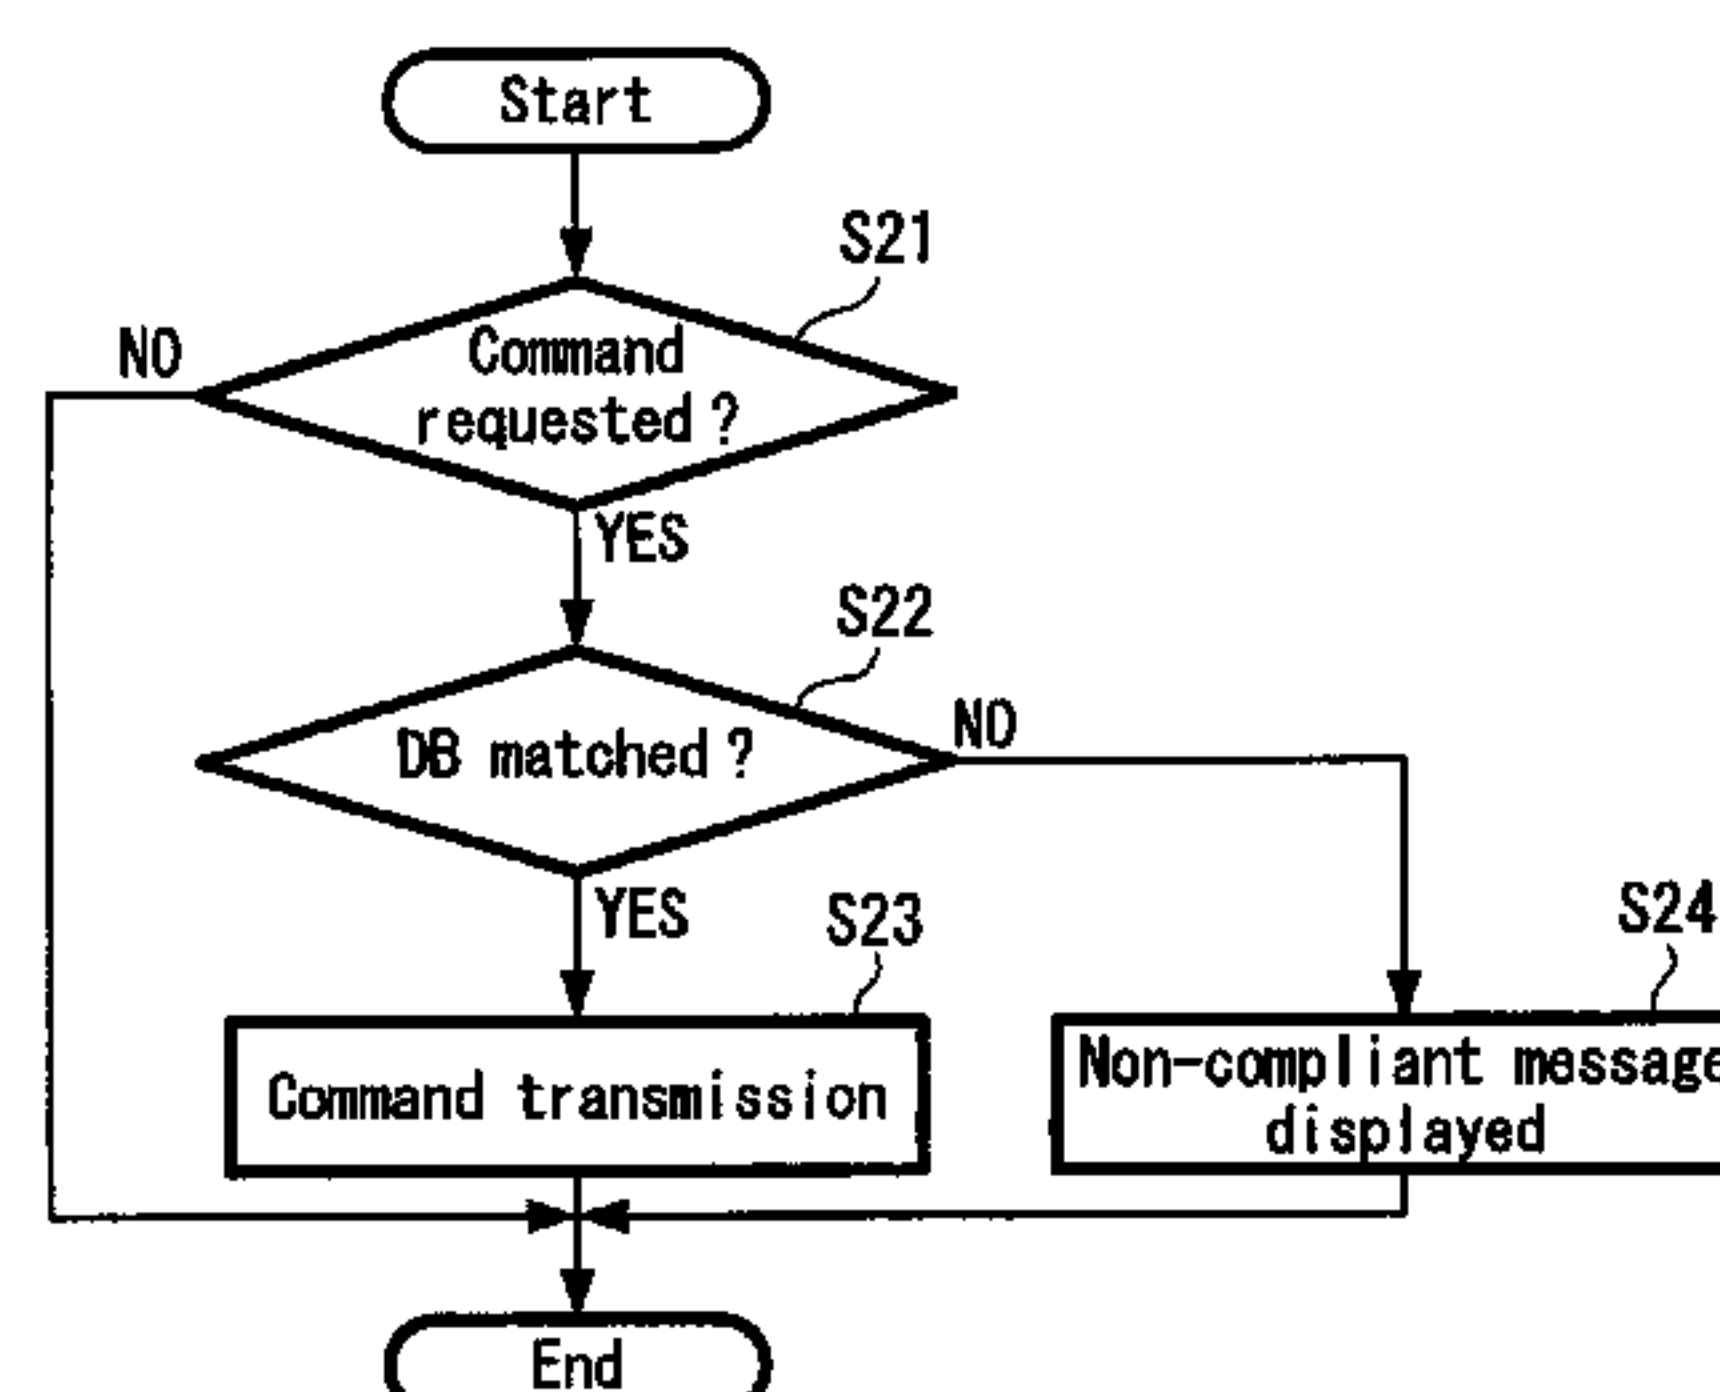 Start
S21
NO
Command
requested?
YES
S22
DB matched?
NO
YES
S23
S24
Command transmission
Non-compliant message
displayed
End